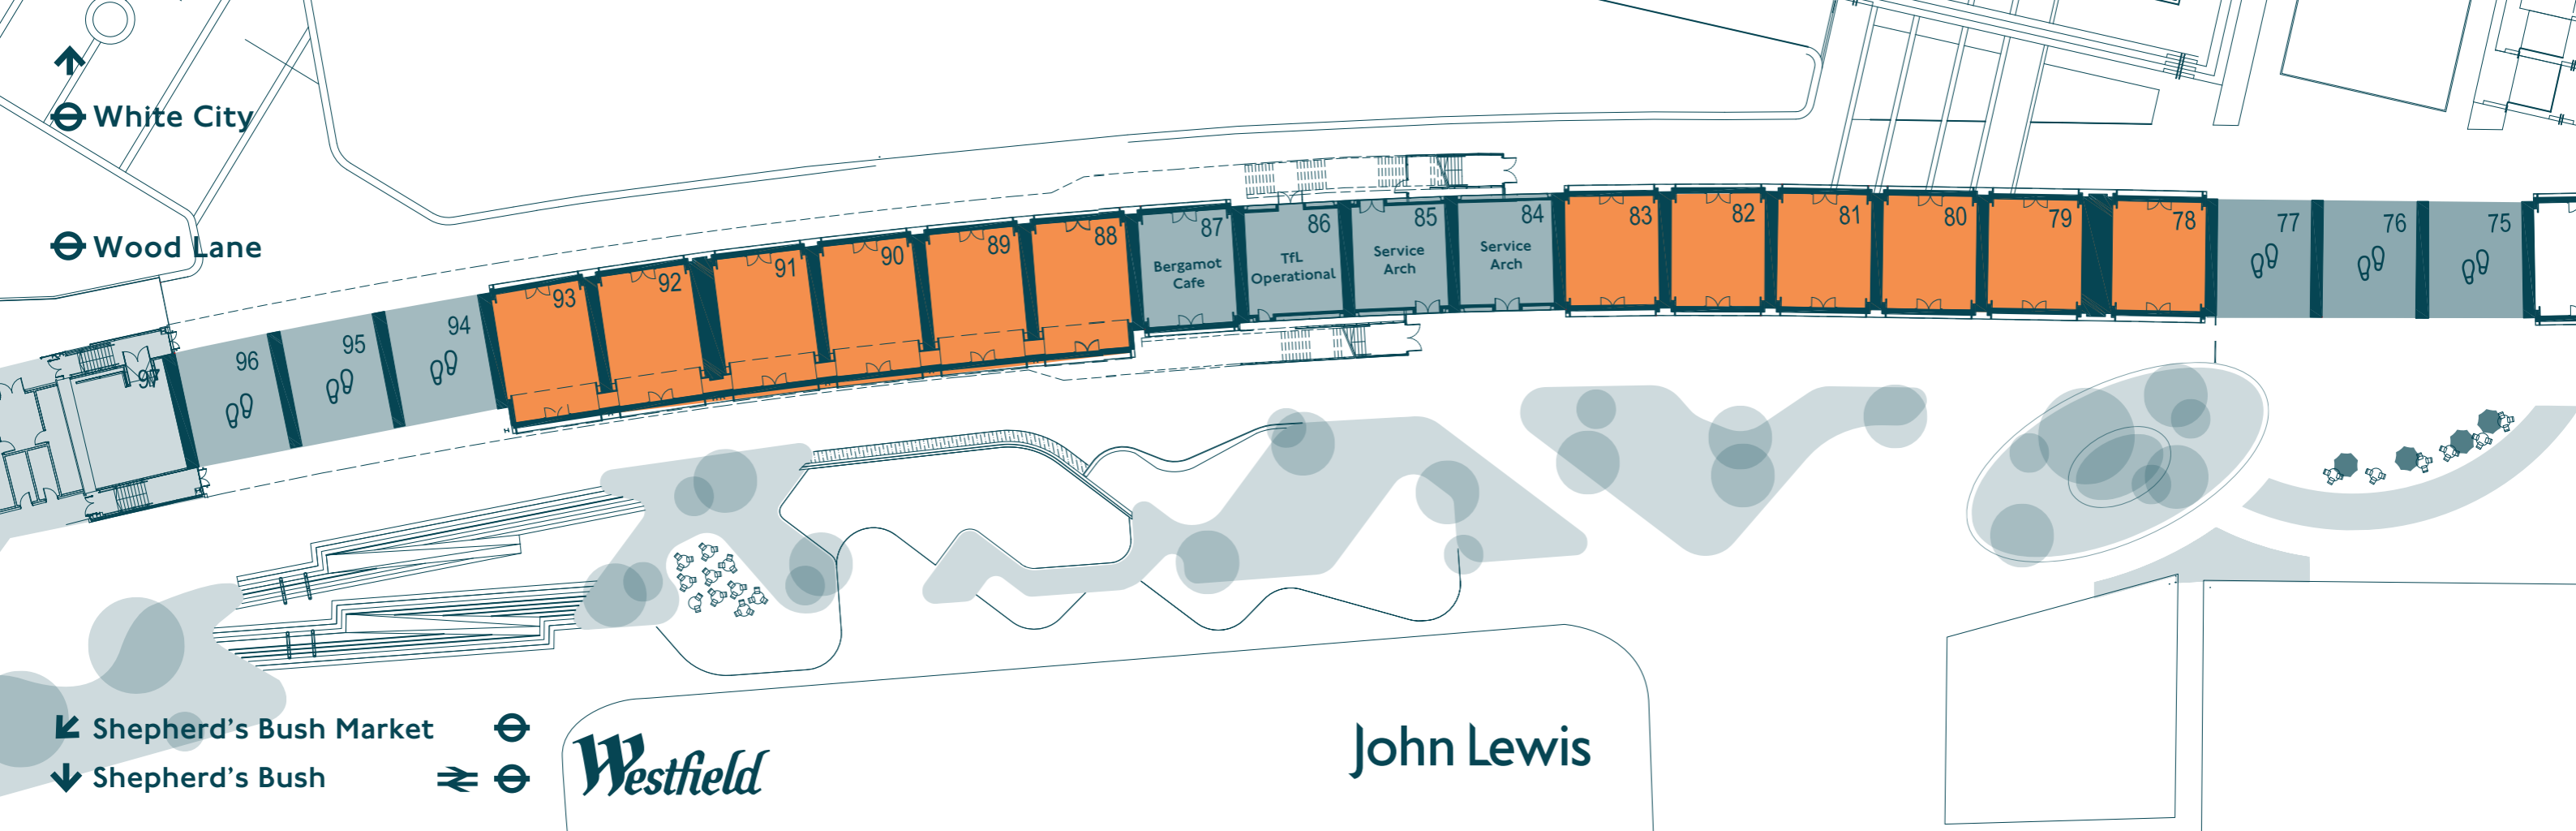 White City
Wood Lane
97
96
95
94
93
92
91
90
89
88
87
Bergamot
Cafe
86
TfL
Operational
85
Service
Arch
84
Service
Arch
83
82
81
80
79
78
77
76
75
Shepherd's Bush Market
Shepherd's Bush
Westfield
John Lewis